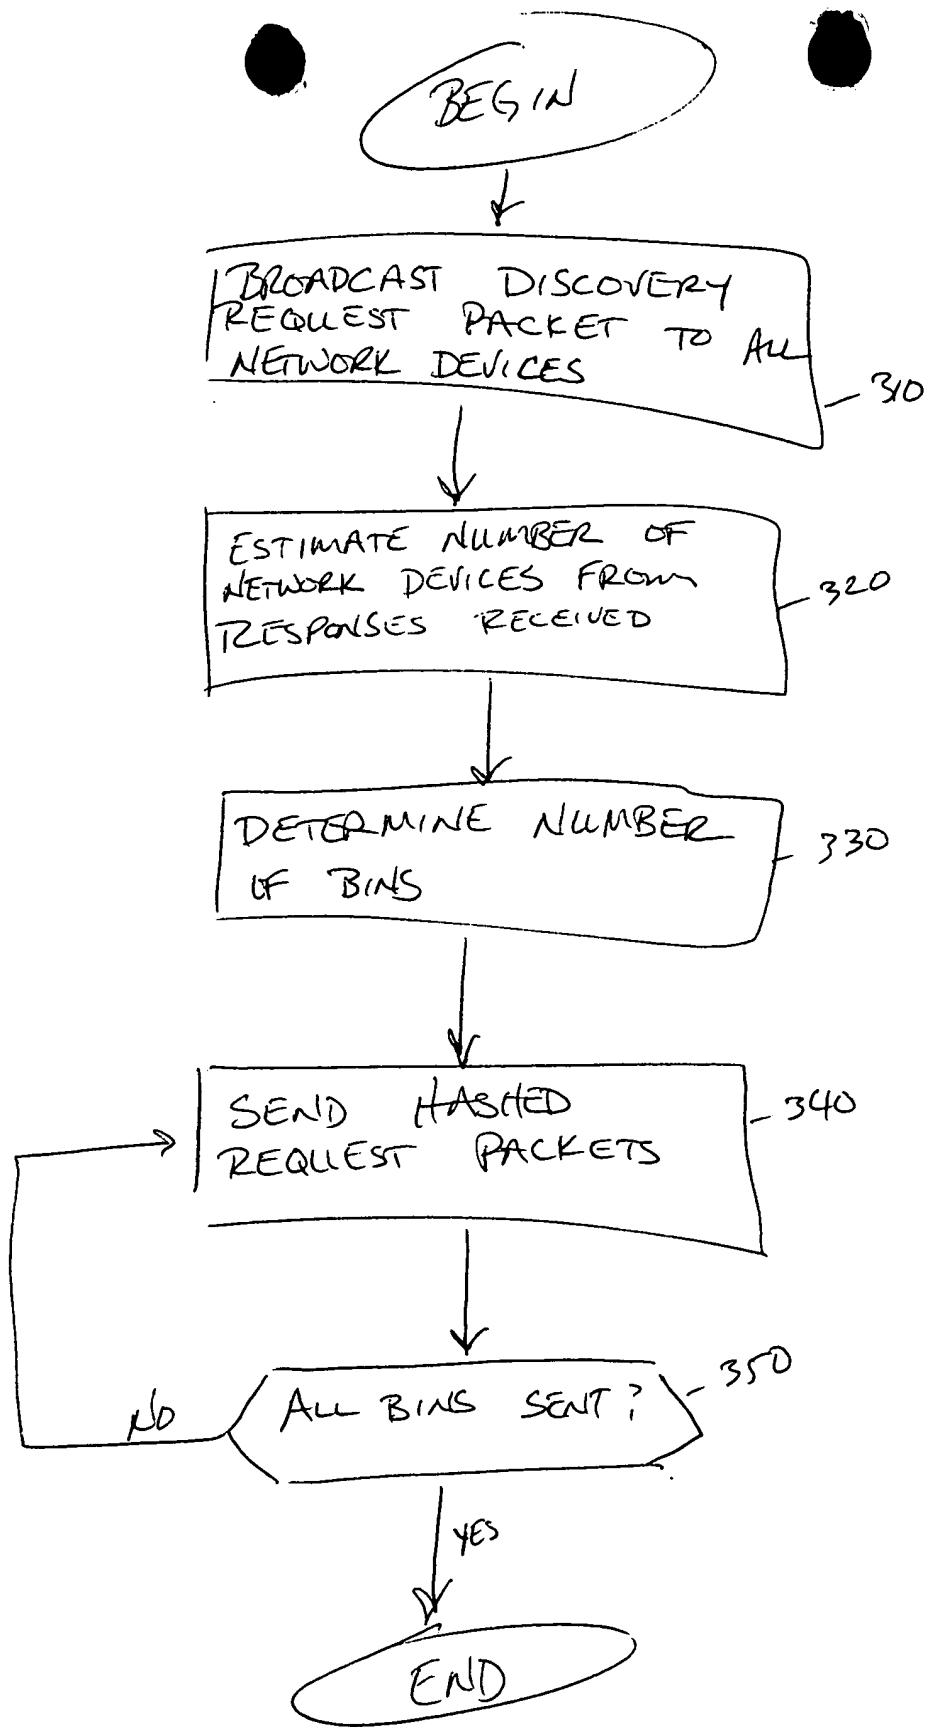 BEGIN
BROADCAST DISCOVERY
REQUEST PACKET TO ALL
NETWORK DEVICES
310
ESTIMATE NUMBER OF
NETWORK DEVICES FROM
RESPONSES RECEIVED
320
DETERMINE NUMBER
OF BINS
330
SEND HASHED
REQUEST PACKETS
340
ALL BINS SENT?
350
NO
YES
END